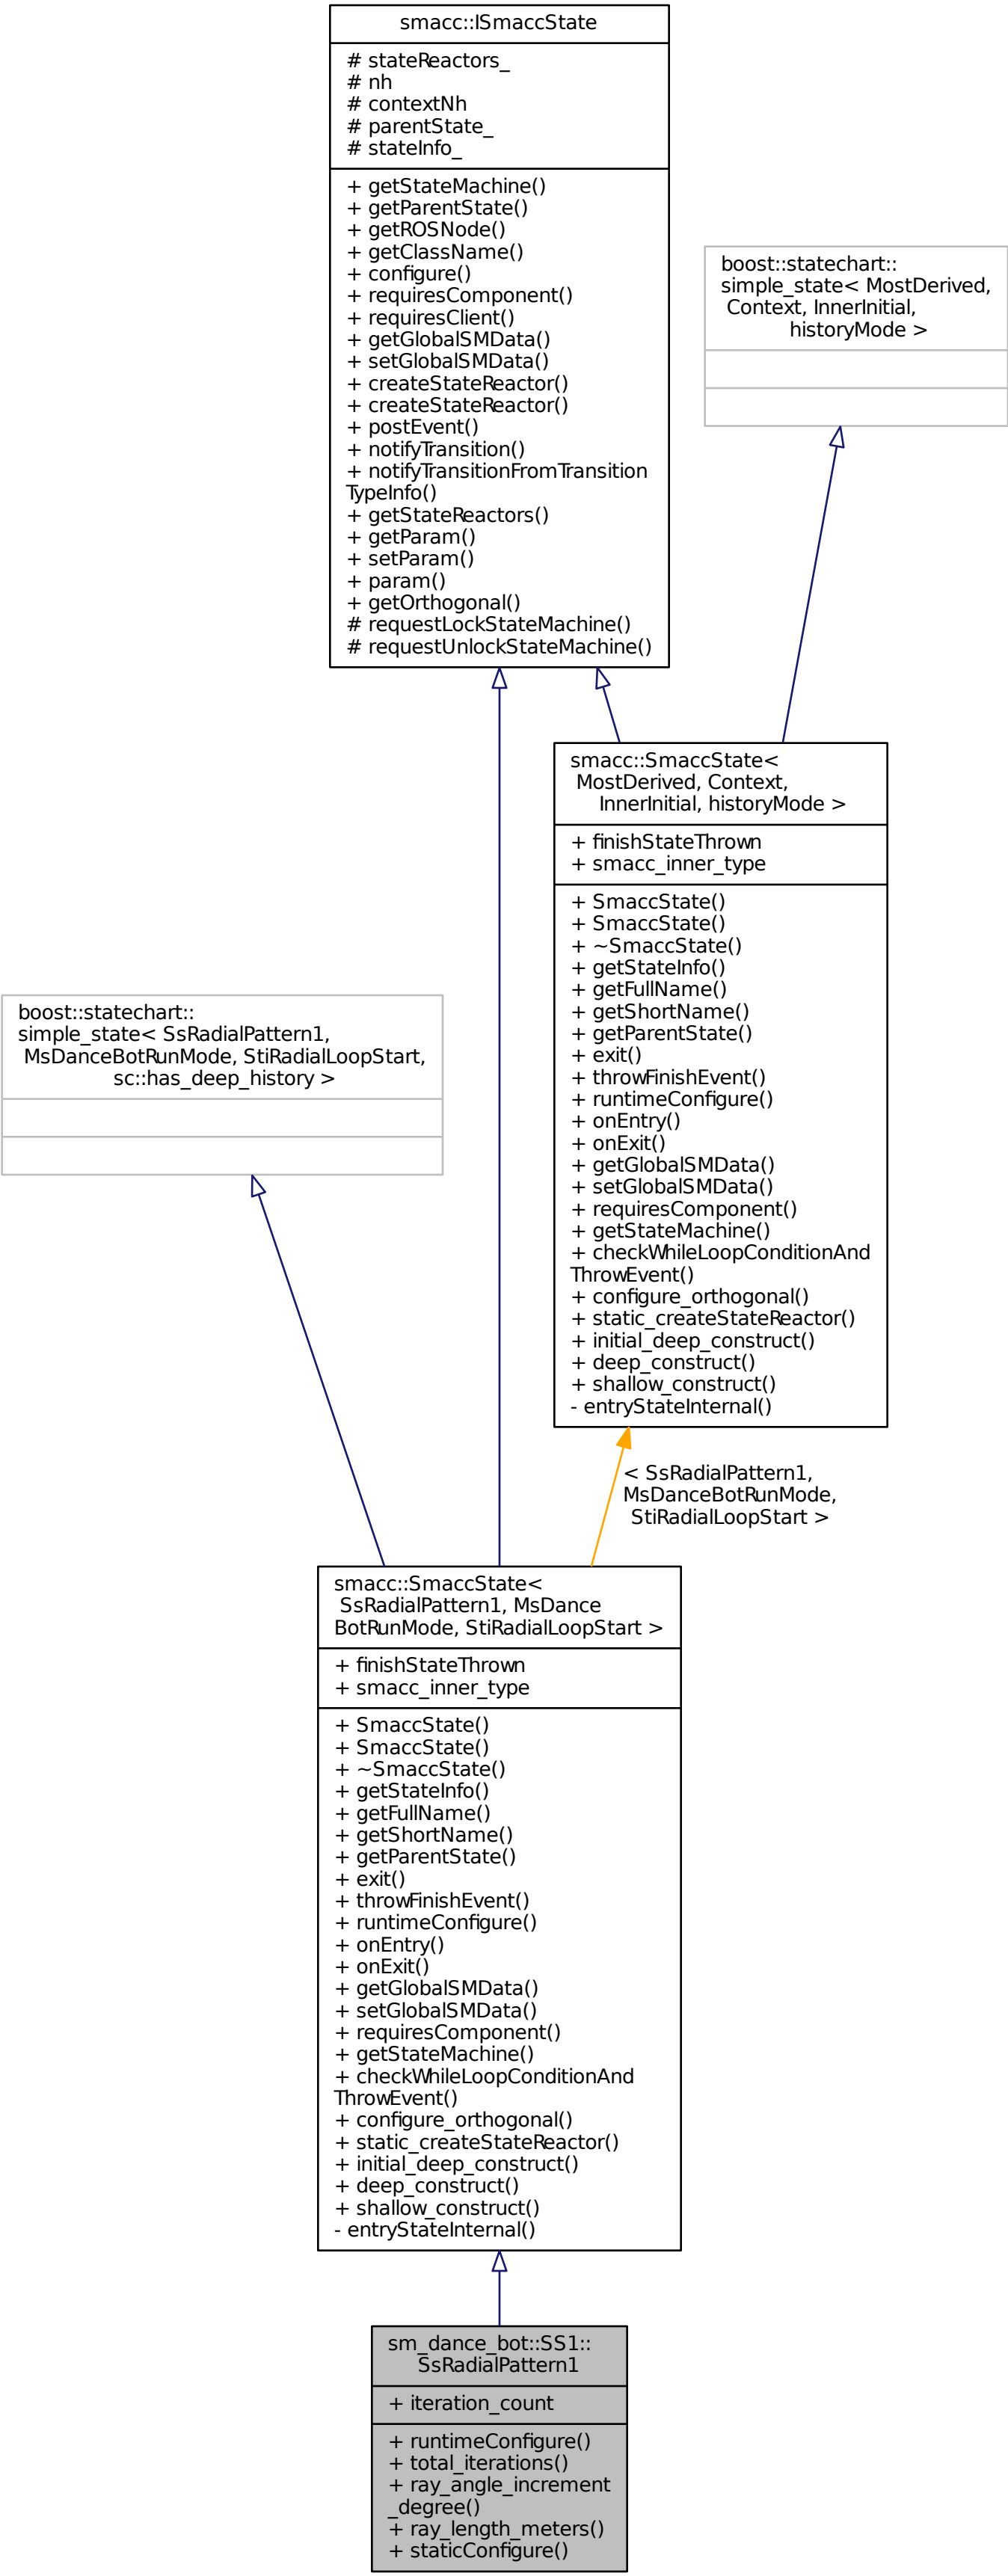 smacc::ISmaccState
# stateReactors_
# nh
# contextNh
# parentState_
# stateInfo_
+ getStateMachine()
+ getParentState()
+ getROSNode()
+ getClassName()
+ configure()
+ requiresComponent()
+ requiresClient()
+ getGlobalSMData()
+ setGlobalSMData()
+ createStateReactor()
+ createStateReactor()
+ postEvent()
+ notifyTransition()
+ notifyTransitionFromTransition
TypeInfo()
+ getStateReactors()
+ getParam()
+ setParam()
+ param()
+ getOrthogonal()
# requestLockStateMachine()
# requestUnlockStateMachine()
boost::statechart::
simple_state< MostDerived,
Context, InnerInitial,
historyMode >
smacc::SmaccState<
MostDerived, Context,
InnerInitial, historyMode >
+ finishStateThrown
+ smacc_inner_type
+ SmaccState()
+ SmaccState()
+ ~SmaccState()
+ getStateInfo()
+ getFullName()
+ getShortName()
+ getParentState()
+ exit()
+ throwFinishEvent()
+ runtimeConfigure()
+ onEntry()
+ onExit()
+ getGlobalSMData()
+ setGlobalSMData()
+ requiresComponent()
+ getStateMachine()
+ checkWhileLoopConditionAnd
ThrowEvent()
+ configure_orthogonal()
+ static_createStateReactor()
+ initial_deep_construct()
+ deep_construct()
+ shallow_construct()
- entryStateInternal()
boost::statechart::
simple_state< SsRadialPattern1,
MsDanceBotRunMode, StiRadialLoopStart,
sc::has_deep_history >
< SsRadialPattern1,
MsDanceBotRunMode,
StiRadialLoopStart >
smacc::SmaccState<
SsRadialPattern1, MsDance
BotRunMode, StiRadialLoopStart >
+ finishStateThrown
+ smacc_inner_type
+ SmaccState()
+ SmaccState()
+ ~SmaccState()
+ getStateInfo()
+ getFullName()
+ getShortName()
+ getParentState()
+ exit()
+ throwFinishEvent()
+ runtimeConfigure()
+ onEntry()
+ onExit()
+ getGlobalSMData()
+ setGlobalSMData()
+ requiresComponent()
+ getStateMachine()
+ checkWhileLoopConditionAnd
ThrowEvent()
+ configure_orthogonal()
+ static_createStateReactor()
+ initial_deep_construct()
+ deep_construct()
+ shallow_construct()
- entryStateInternal()
sm_dance_bot::SS1::
SsRadialPattern1
+ iteration_count
+ runtimeConfigure()
+ total_iterations()
+ ray_angle_increment
_degree()
+ ray_length_meters()
+ staticConfigure()